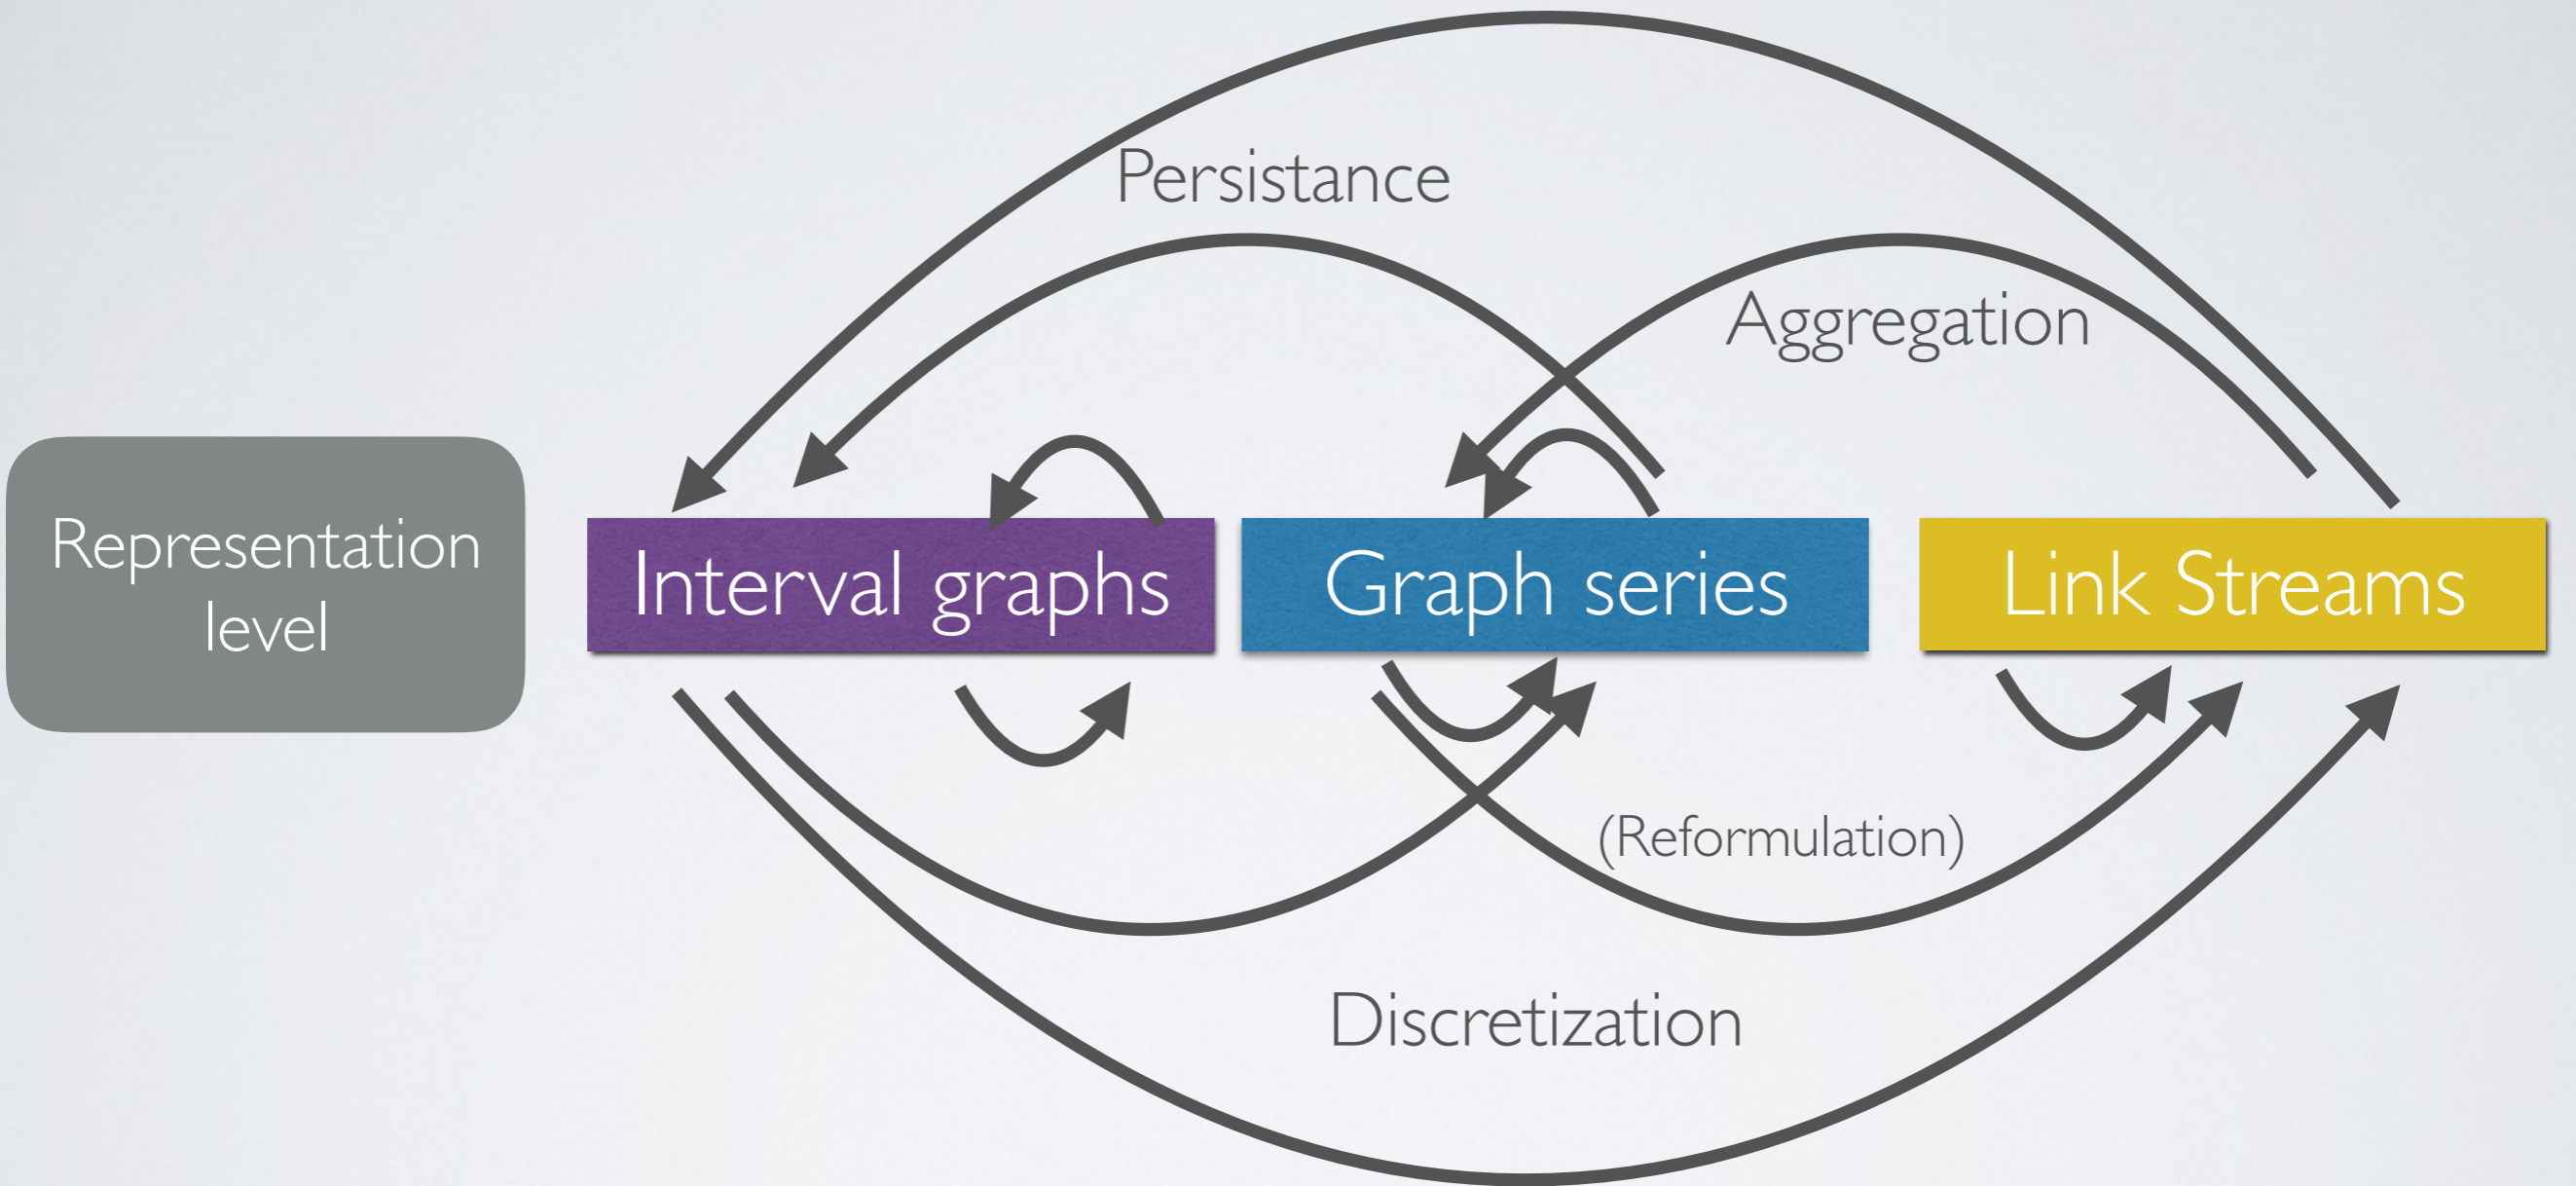 Persistance
Aggregation
Representation
level
Interval graphs
Graph series
Link Streams
(Reformulation)
Discretization